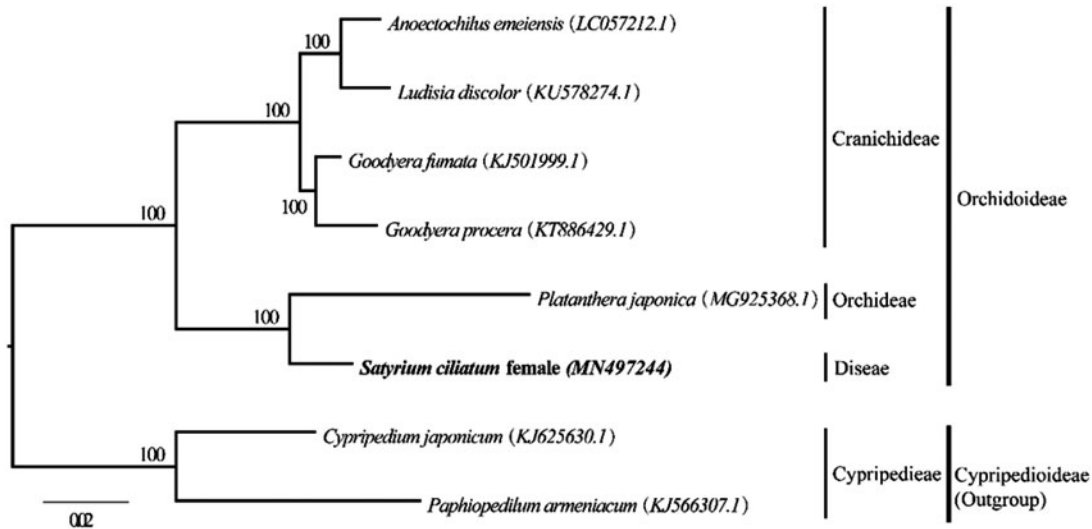 Anoectochilus emeiensis (LC057212.1)
100
Ludisia discolor (KU578274.1)
100
Cranichideae
Goodyera fumata (KJ501999.1)
100
Goodyera procera (KT886429.1)
100
Orchidoideae
Platanthera japonica (MG925368.1)
Orchideae
100
Satyrium ciliatum female (MN497244)
Diseae
Cypripedium japonicum (KJ625630.1)
100
Cypripedieae
Cypripedioideae
(Outgroup)
Paphiopedilum armeniacum (KJ566307.1)
0.02